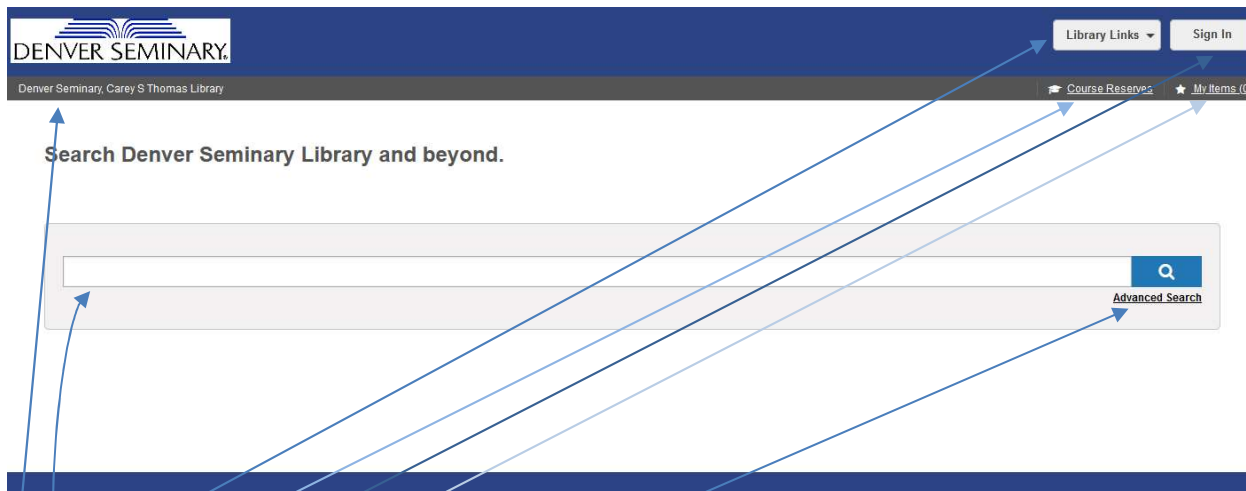 DENVER SEMINARY®
Library Links
Sign In
Denver Seminary, Carey S Thomas Library
Course Reserves
My Items (0
Search Denver Seminary Library and beyond.
Advanced Search